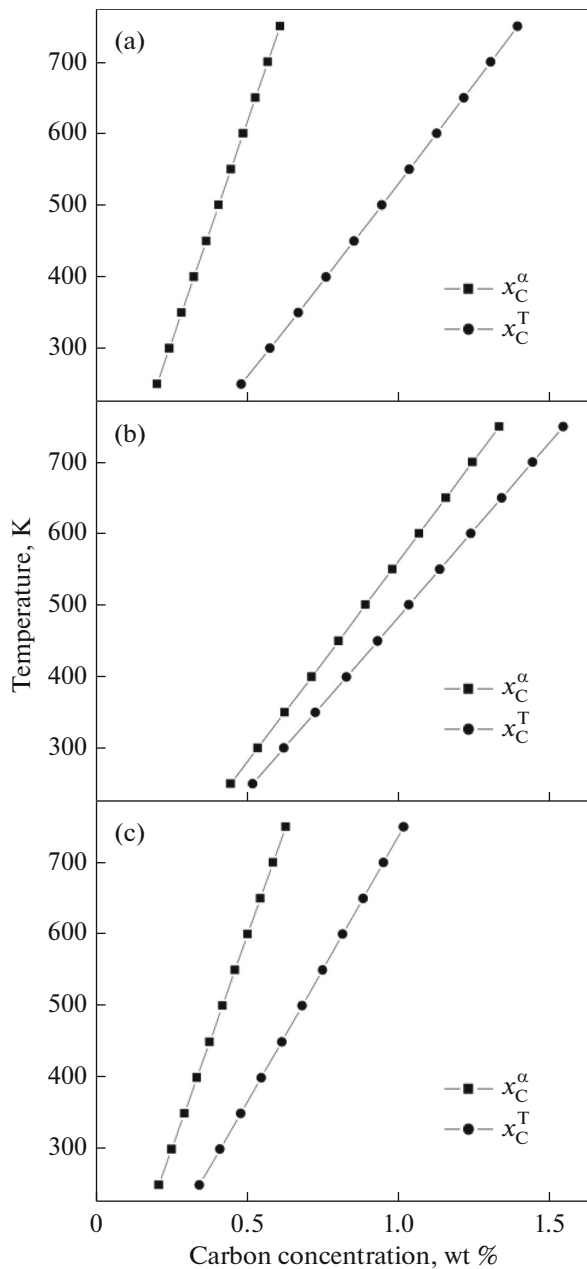 (a)
700
600
500
400
300
x_C^α
x_C^T
(b)
700
600
500
400
300
x_C^α
x_C^T
Temperature, K
(c)
700
600
500
400
300
x_C^α
x_C^T
0 0.5 1.0 1.5
Carbon concentration, wt %